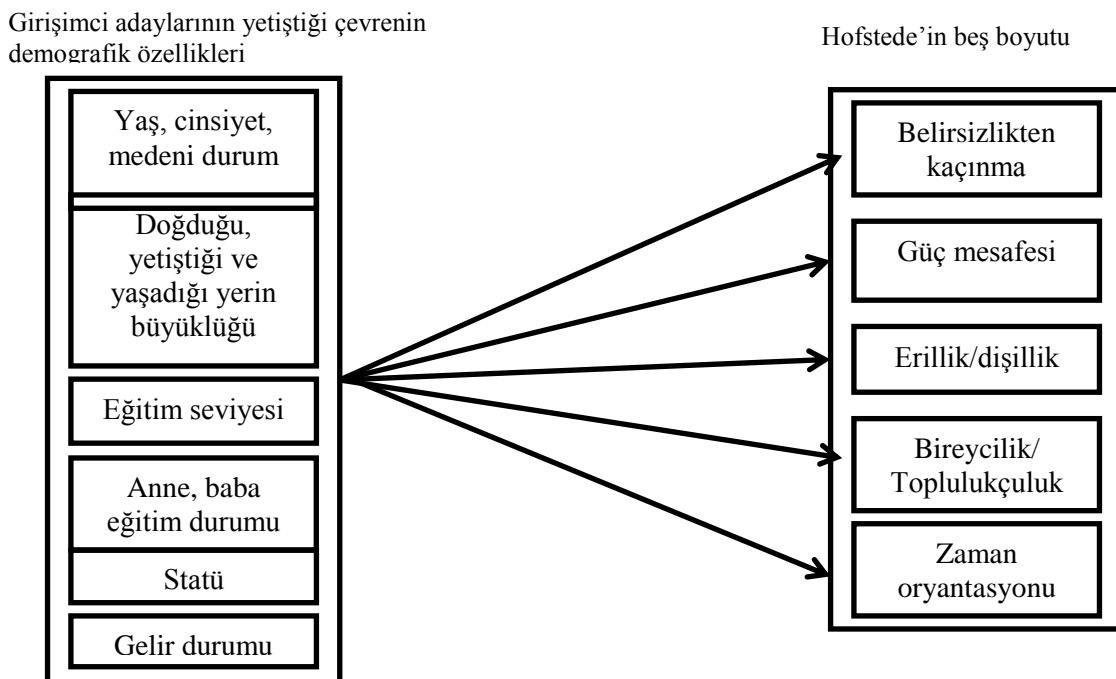 Girişimci adaylarının yetiştiği çevrenin
demografik özellikleri
Yaş, cinsiyet,
medeni durum
Doğduğu,
yetiştiği ve
yaşadığı yerin
büyüklüğü
Eğitim seviyesi
Anne, baba
eğitim durumu
Statü
Gelir durumu
Hofstede’in beş boyutu
Belirsizlikten
kaçınma
Güç mesafesi
Erillik/dişillik
Bireycilik/
Toplulukçuluk
Zaman
oryantasyonu